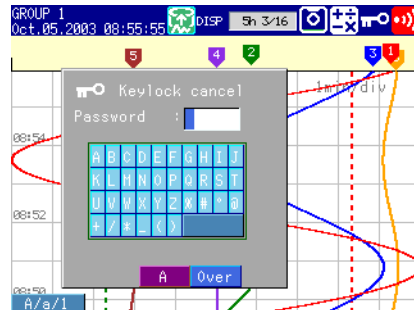 GROUP 1
Oct.05.2003 08:55:55 DISP 5h 3/16
5 4 2 3 1
1min/div
Keylock cancel
Password :
08:54
A B C D E F G H I J
K L M N O P Q R S T
U V W X Y Z % # ° @
+ / * _ ( )
08:52
08:50
A Over
A/a/1